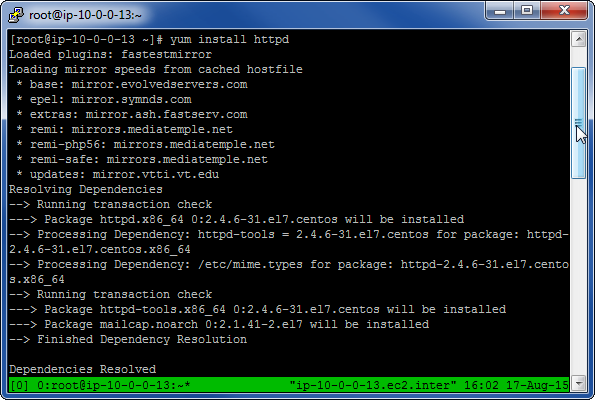 root@ip-10-0-0-13:~
[root@ip-10-0-0-13 ~]# yum install httpd
Loaded plugins: fastestmirror
Loading mirror speeds from cached hostfile
 * base: mirror.evolvedservers.com
 * epel: mirror.symnds.com
 * extras: mirror.ash.fastserv.com
 * remi: mirrors.mediatemple.net
 * remi-php56: mirrors.mediatemple.net
 * remi-safe: mirrors.mediatemple.net
 * updates: mirror.vtti.vt.edu
Resolving Dependencies
--> Running transaction check
---> Package httpd.x86_64 0:2.4.6-31.el7.centos will be installed
--> Processing Dependency: httpd-tools = 2.4.6-31.el7.centos for package: httpd-
2.4.6-31.el7.centos.x86_64
--> Processing Dependency: /etc/mime.types for package: httpd-2.4.6-31.el7.cento
s.x86_64
--> Running transaction check
---> Package httpd-tools.x86_64 0:2.4.6-31.el7.centos will be installed
---> Package mailcap.noarch 0:2.1.41-2.el7 will be installed
--> Finished Dependency Resolution
Dependencies Resolved
[0] 0:root@ip-10-0-0-13:~* "ip-10-0-0-13.ec2.inter" 16:02 17-Aug-15